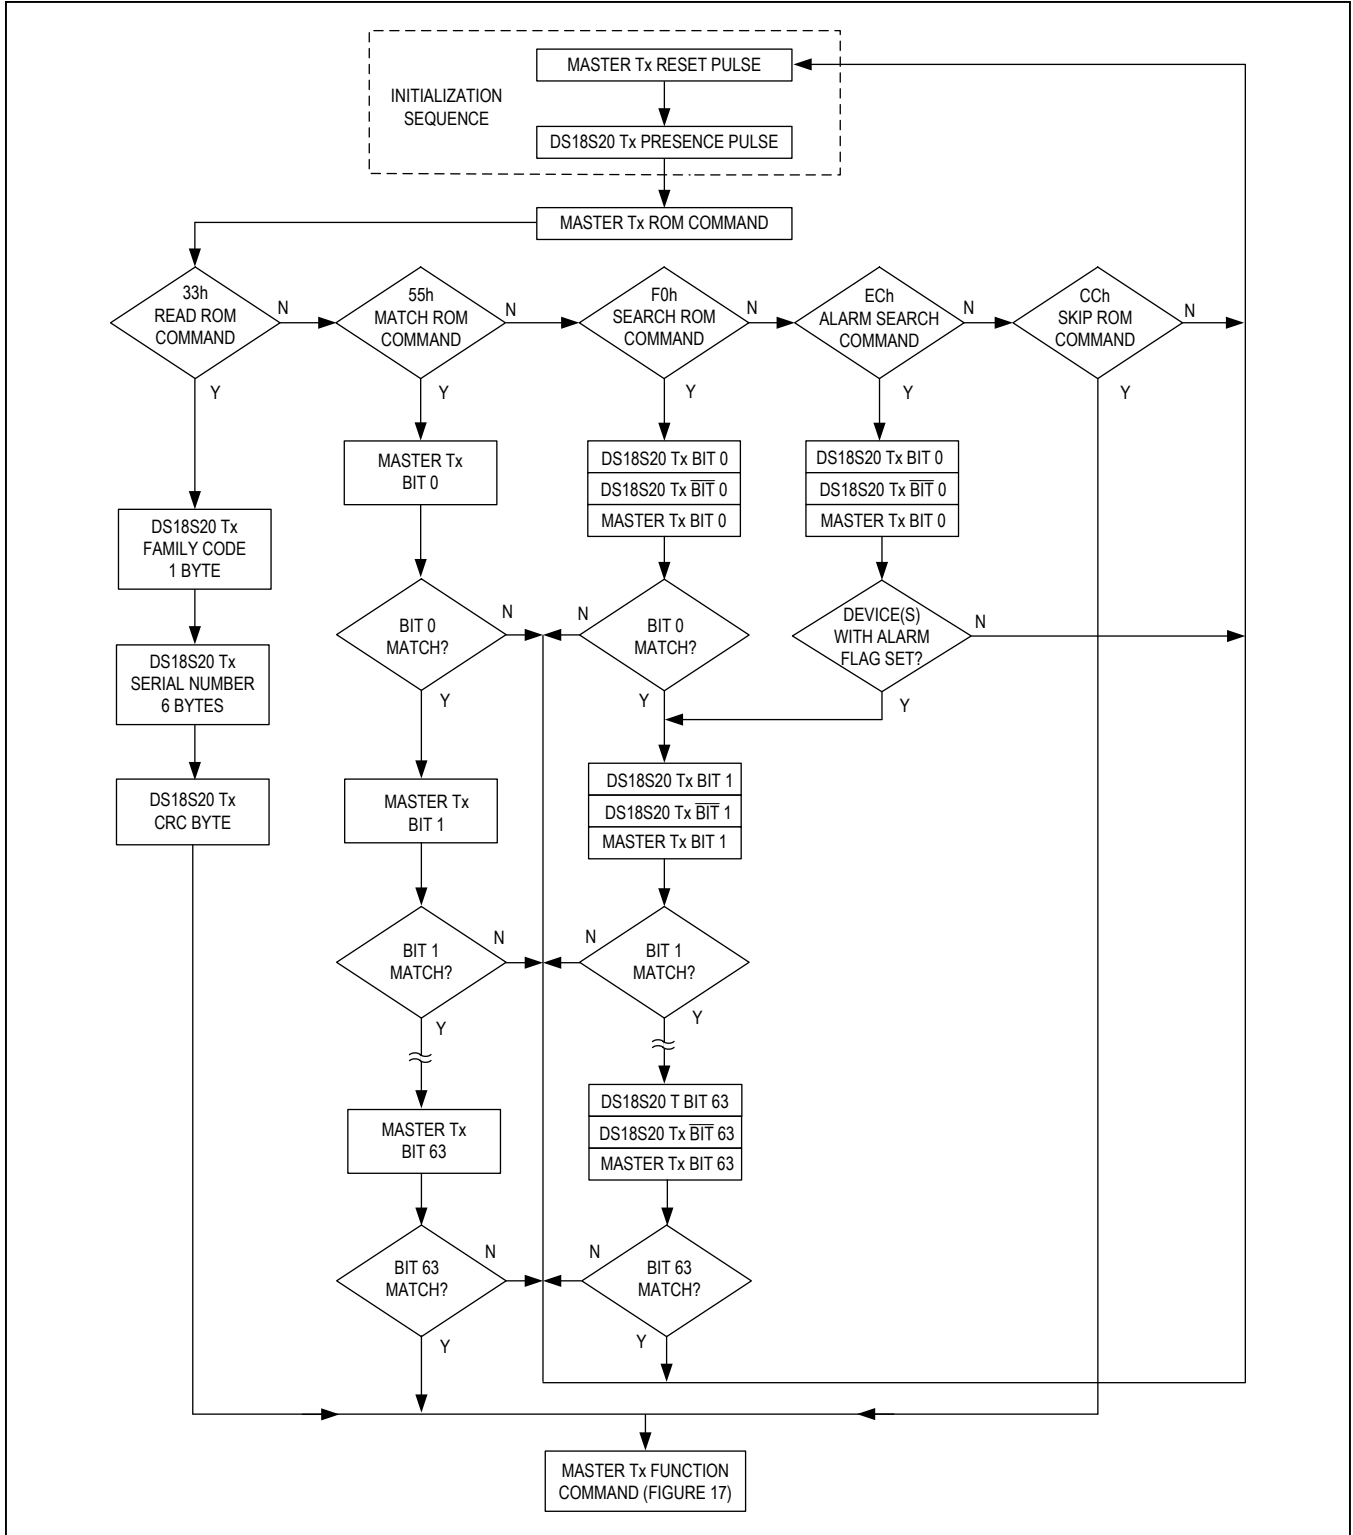 MASTER Tx RESET PULSE
INITIALIZATION
SEQUENCE
DS18S20 Tx PRESENCE PULSE
MASTER Tx ROM COMMAND
33h
READ ROM
COMMAND
N
Y
55h
MATCH ROM
COMMAND
N
Y
F0h
SEARCH ROM
COMMAND
N
Y
ECh
ALARM SEARCH
COMMAND
N
Y
CCh
SKIP ROM
COMMAND
N
Y
DS18S20 Tx
FAMILY CODE
1 BYTE
DS18S20 Tx
SERIAL NUMBER
6 BYTES
DS18S20 Tx
CRC BYTE
MASTER Tx
BIT 0
BIT 0
MATCH?
N
Y
MASTER Tx
BIT 1
BIT 1
MATCH?
N
Y
MASTER Tx
BIT 63
BIT 63
MATCH?
N
Y
DS18S20 Tx BIT 0
DS18S20 Tx B̅I̅T̅ 0
MASTER Tx BIT 0
BIT 0
MATCH?
N
Y
DS18S20 Tx BIT 1
DS18S20 Tx B̅I̅T̅ 1
MASTER Tx BIT 1
BIT 1
MATCH?
N
Y
DS18S20 T BIT 63
DS18S20 Tx B̅I̅T̅ 63
MASTER Tx BIT 63
BIT 63
MATCH?
N
Y
DS18S20 Tx BIT 0
DS18S20 Tx B̅I̅T̅ 0
MASTER Tx BIT 0
DEVICE(S)
WITH ALARM
FLAG SET?
N
Y
MASTER Tx FUNCTION
COMMAND (FIGURE 17)